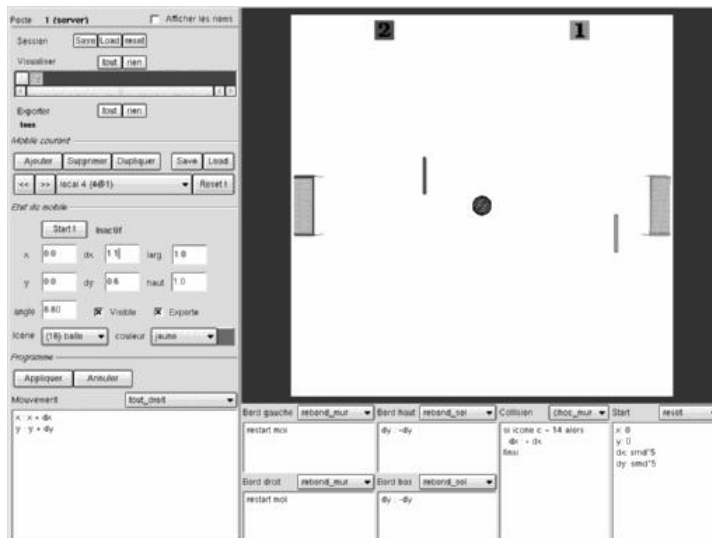 Poste 1 (server) Afficher les noms
2 1
Session Save Load reset
Visualiser tout rien
Exporter tout rien
tous
Mobile courant
Ajouter Supprimer Dupliquer Save Load
<< >> local 4 (4@1) Reset !
Etat du mobile
Start ! Inactif
x 0.0 dx 1.1 larg 1.0
y 0.0 dy 0.6 haut 1.0
angle Visible Exporte
Icone (16) balle couleur jaune
Programme
Appliquer Annuler
Mouvement tout_droit
x : x + dx
y : y + dy
Bord gauche rebond_mur
restart moi
Bord haut rebond_sol
dy : -dy
Collision choc_mur
si icone c = 14 alors
dx : - dx
finsi
Start reset
x: 0
y: 0
dx: srnd*5
dy: srnd*5
Bord droit rebond_mur
restart moi
Bord bas rebond_sol
dy : -dy